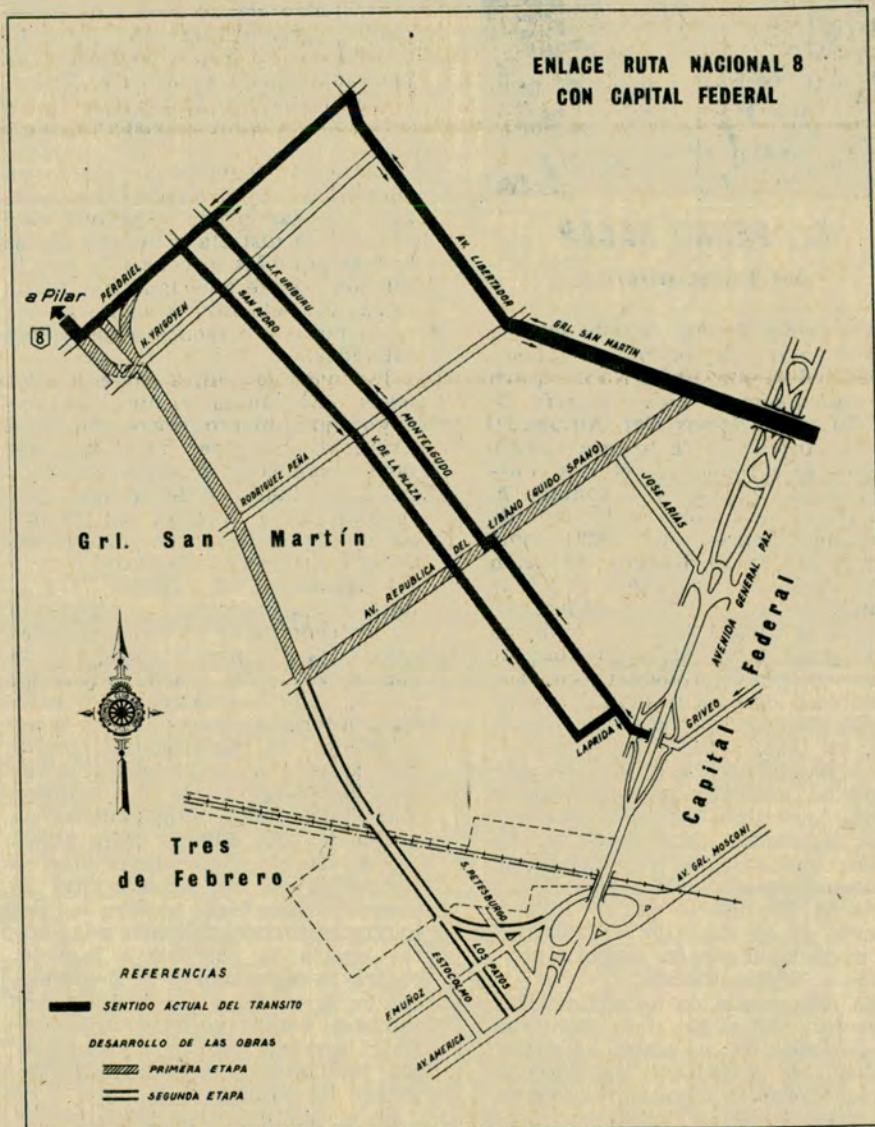 ENLACE RUTA NACIONAL 8
CON CAPITAL FEDERAL
a Pilar
8
PERDRIEL
H. YRIGOYEN
J.F. URIBURU
SAN PEDRO
AV. LIBERTADOR
GRL. SAN MARTIN
RODRIGUEZ PEÑA
V. DE LA PLAZA
MONTEAGUDO
AV. REPUBLICA DEL LIBANO (GUIDO SPANO)
JOSE ARIAS
Grl. San Martín
AVENIDA GENERAL PAZ
Capital Federal
GRIVEO
LAPRIDA
Tres
de Febrero
AV. GRL. MOSCONI
S. PETESBURGO
LOS PATOS
ESTOCOLMO
F. MUÑOZ
AV. AMERICA
REFERENCIAS
SENTIDO ACTUAL DEL TRANSITO
DESARROLLO DE LAS OBRAS
PRIMERA ETAPA
SEGUNDA ETAPA